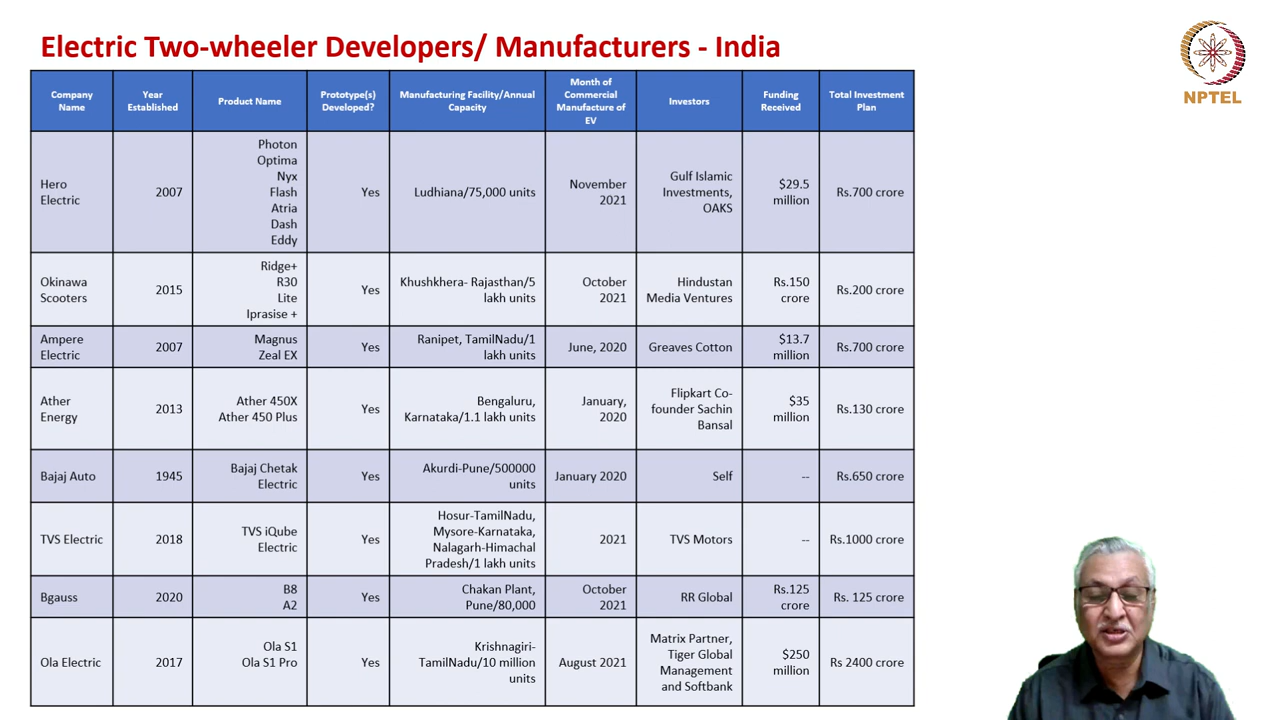 Electric Two-wheeler Developers/ Manufacturers - India
NPTEL
Company
Name
Year
Established
Product Name
Prototype(s)
Developed?
Manufacturing Facility/Annual
Capacity
Month of
Commercial
Manufacture of
EV
Investors
Funding
Received
Total Investment
Plan
Hero
Electric
2007
Photon
Optima
Nyx
Flash
Atria
Dash
Eddy
Yes
Ludhiana/75,000 units
November
2021
Gulf Islamic
Investments,
OAKS
$29.5
million
Rs.700 crore
Okinawa
Scooters
2015
Ridge+
R30
Lite
Iprasise +
Yes
Khushkhera- Rajasthan/5
lakh units
October
2021
Hindustan
Media Ventures
Rs.150
crore
Rs.200 crore
Ampere
Electric
2007
Magnus
Zeal EX
Yes
Ranipet, TamilNadu/1
lakh units
June, 2020
Greaves Cotton
$13.7
million
Rs.700 crore
Ather
Energy
2013
Ather 450X
Ather 450 Plus
Yes
Bengaluru,
Karnataka/1.1 lakh units
January,
2020
Flipkart Co-
founder Sachin
Bansal
$35
million
Rs.130 crore
Bajaj Auto
1945
Bajaj Chetak
Electric
Yes
Akurdi-Pune/500000
units
January 2020
Self
--
Rs.650 crore
TVS Electric
2018
TVS iQube
Electric
Yes
Hosur-TamilNadu,
Mysore-Karnataka,
Nalagarh-Himachal
Pradesh/1 lakh units
2021
TVS Motors
--
Rs.1000 crore
Bgauss
2020
B8
A2
Yes
Chakan Plant,
Pune/80,000
October
2021
RR Global
Rs.125
crore
Rs. 125 crore
Ola Electric
2017
Ola S1
Ola S1 Pro
Yes
Krishnagiri-
TamilNadu/10 million
units
August 2021
Matrix Partner,
Tiger Global
Management
and Softbank
$250
million
Rs 2400 crore